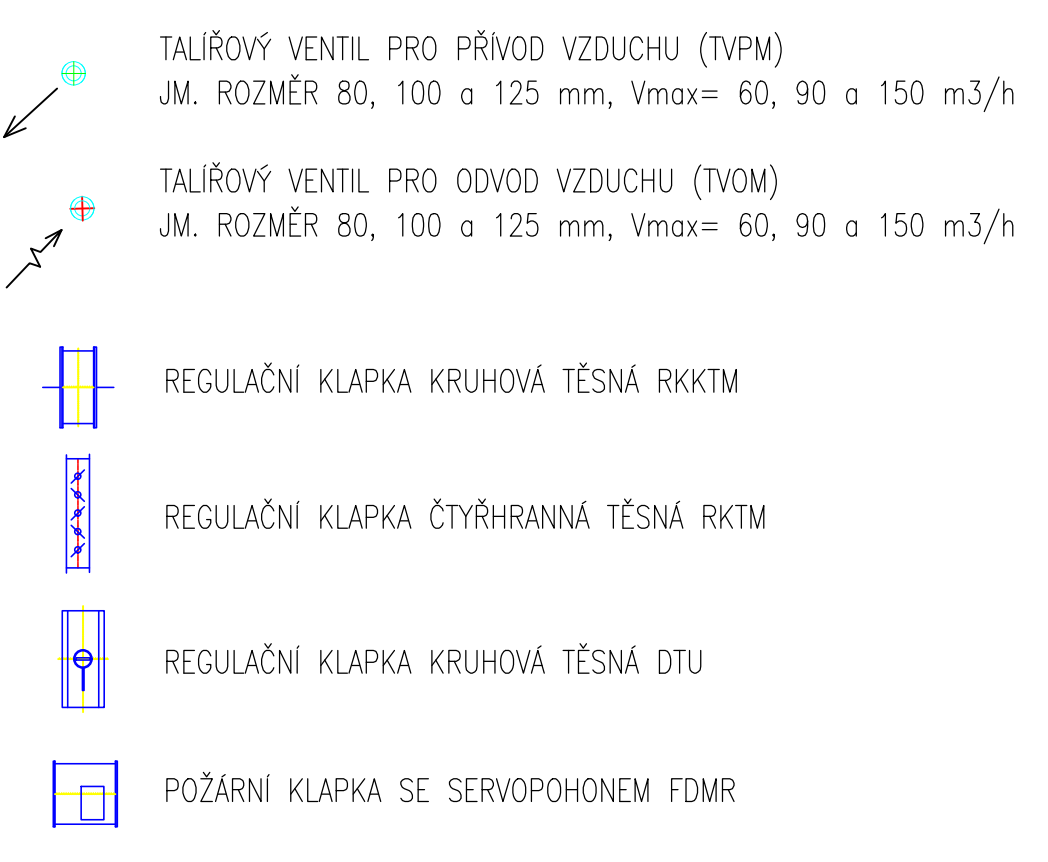 TALÍŘOVÝ VENTIL PRO PŘÍVOD VZDUCHU (TVPM)
JM. ROZMĚR 80, 100 a 125 mm, Vmax= 60, 90 a 150 m3/h
TALÍŘOVÝ VENTIL PRO ODVOD VZDUCHU (TVOM)
JM. ROZMĚR 80, 100 a 125 mm, Vmax= 60, 90 a 150 m3/h
REGULAČNÍ KLAPKA KRUHOVÁ TĚSNÁ RKKTM
REGULAČNÍ KLAPKA ČTYŘHRANNÁ TĚSNÁ RKTM
REGULAČNÍ KLAPKA KRUHOVÁ TĚSNÁ DTU
POŽÁRNÍ KLAPKA SE SERVOPOHONEM FDMR